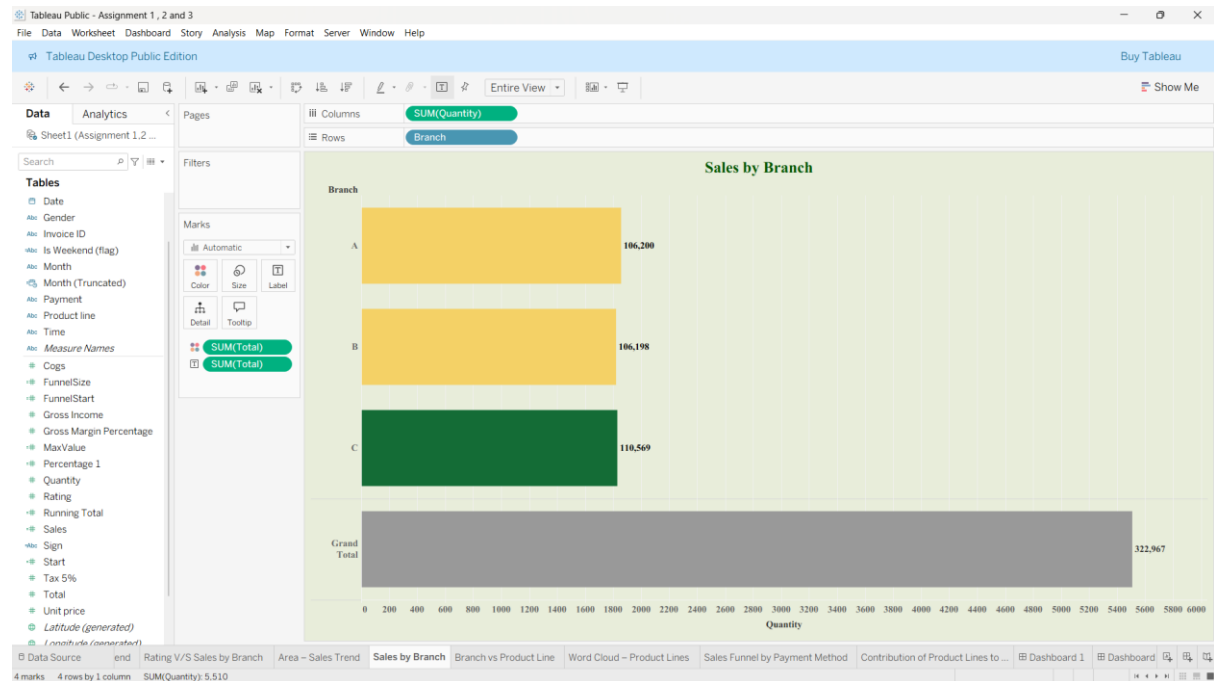 Tableau Public - Assignment 1 , 2 and 3
File Data Worksheet Dashboard Story Analysis Map Format Server Window Help
Tableau Desktop Public Edition
Buy Tableau
Entire View
Show Me
Data Analytics
Sheet1 (Assignment 1,2 ...
Search
Tables
Date
Abc Gender
Abc Invoice ID
=Abc Is Weekend (flag)
Abc Month
Month (Truncated)
Abc Payment
Abc Product line
Abc Time
Abc Measure Names
# Cogs
=# FunnelSize
=# FunnelStart
# Gross Income
# Gross Margin Percentage
=# MaxValue
=# Percentage 1
# Quantity
# Rating
=# Running Total
=# Sales
=Abc Sign
=# Start
# Tax 5%
# Total
# Unit price
Latitude (generated)
Longitude (generated)
Pages
Filters
Marks
Automatic
Color Size Label
Detail Tooltip
SUM(Total)
SUM(Total)
Columns SUM(Quantity)
Rows Branch
Sales by Branch
Branch
A 106,200
B 106,198
C 110,569
Grand
Total
322,967
0 200 400 600 800 1000 1200 1400 1600 1800 2000 2200 2400 2600 2800 3000 3200 3400 3600 3800 4000 4200 4400 4600 4800 5000 5200 5400 5600 5800 6000
Quantity
Data Source end Rating V/S Sales by Branch Area – Sales Trend Sales by Branch Branch vs Product Line Word Cloud – Product Lines Sales Funnel by Payment Method Contribution of Product Lines to ... Dashboard 1 Dashboard
4 marks 4 rows by 1 column SUM(Quantity): 5,510